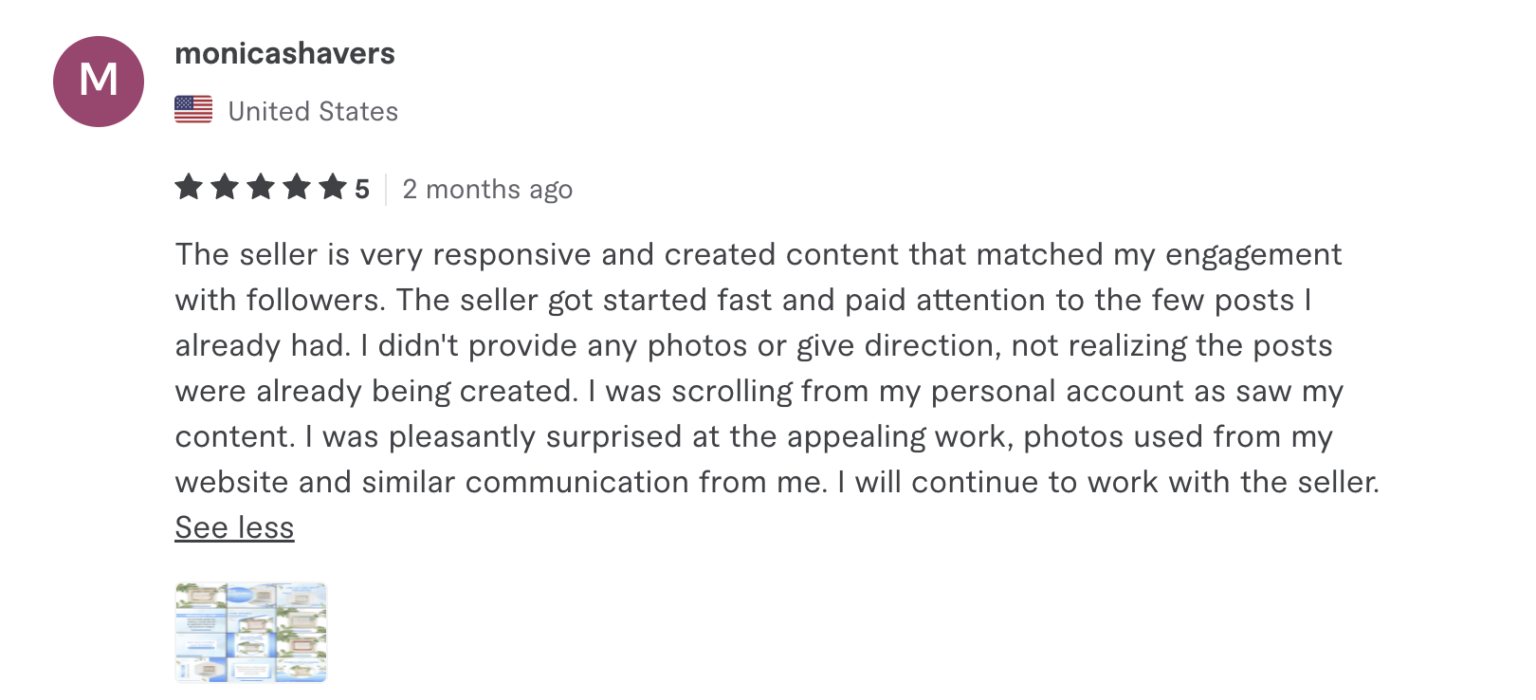 M
monicashavers
United States
5 2 months ago
The seller is very responsive and created content that matched my engagement
with followers. The seller got started fast and paid attention to the few posts I
already had. I didn't provide any photos or give direction, not realizing the posts
were already being created. I was scrolling from my personal account as saw my
content. I was pleasantly surprised at the appealing work, photos used from my
website and similar communication from me. I will continue to work with the seller.
See less